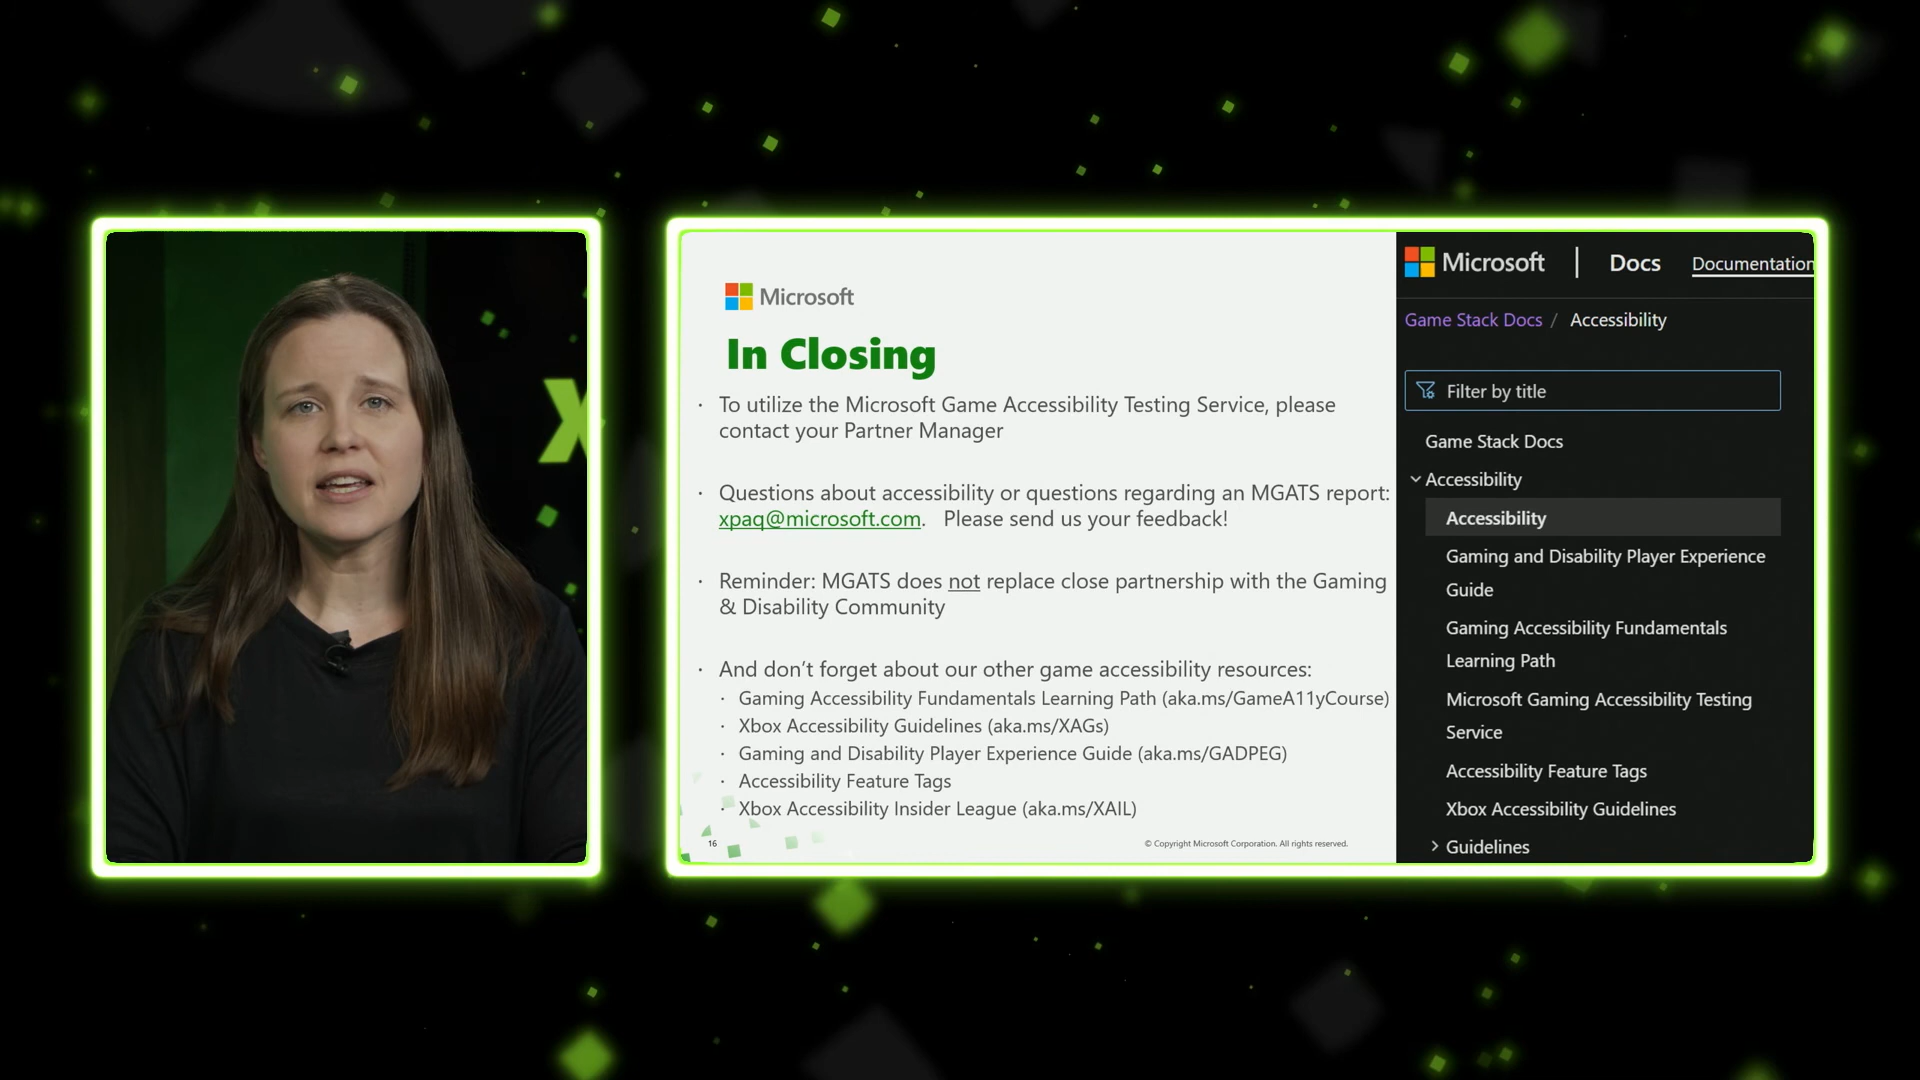 X
Microsoft
In Closing
· To utilize the Microsoft Game Accessibility Testing Service, please
contact your Partner Manager
· Questions about accessibility or questions regarding an MGATS report:
xpaq@microsoft.com. Please send us your feedback!
· Reminder: MGATS does not replace close partnership with the Gaming
& Disability Community
· And don’t forget about our other game accessibility resources:
· Gaming Accessibility Fundamentals Learning Path (aka.ms/GameA11yCourse)
· Xbox Accessibility Guidelines (aka.ms/XAGs)
· Gaming and Disability Player Experience Guide (aka.ms/GADPEG)
· Accessibility Feature Tags
· Xbox Accessibility Insider League (aka.ms/XAIL)
16
© Copyright Microsoft Corporation. All rights reserved.
Microsoft | Docs Documentation
Game Stack Docs / Accessibility
Filter by title
Game Stack Docs
Accessibility
Accessibility
Gaming and Disability Player Experience
Guide
Gaming Accessibility Fundamentals
Learning Path
Microsoft Gaming Accessibility Testing
Service
Accessibility Feature Tags
Xbox Accessibility Guidelines
Guidelines